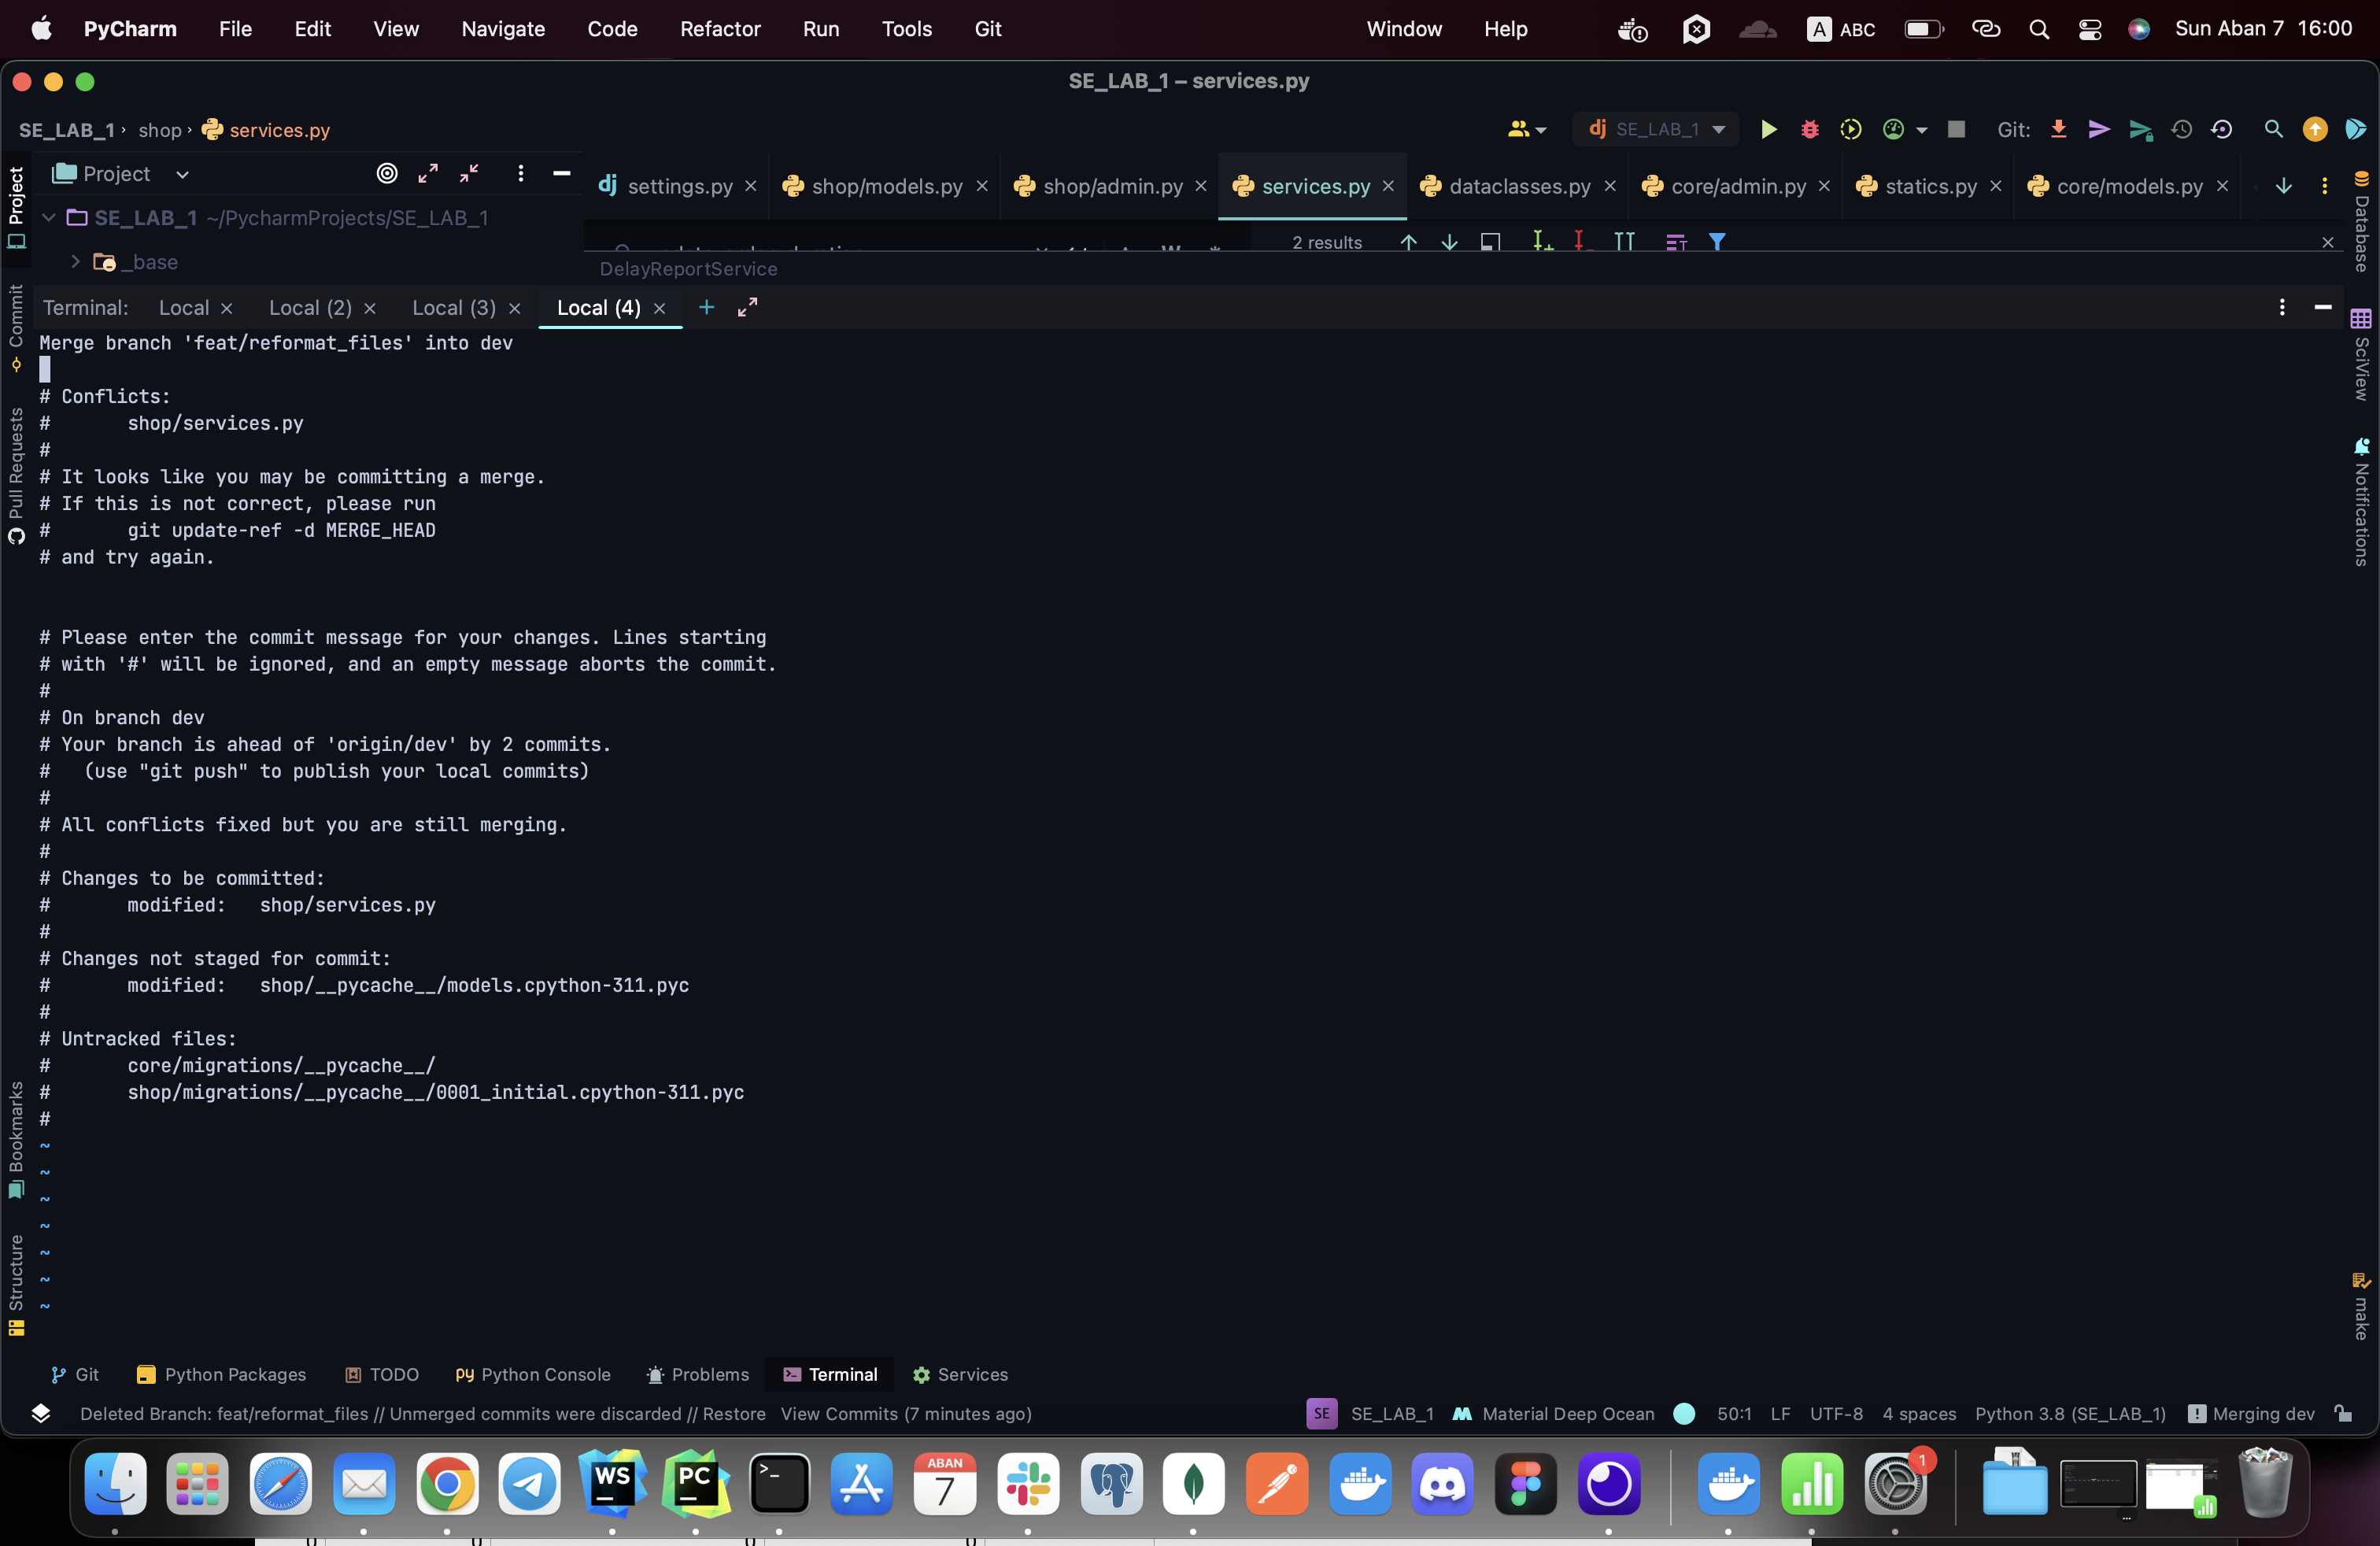 PyCharm File Edit View Navigate Code Refactor Run Tools Git Window Help A ABC Sun Aban 7 16:00
SE_LAB_1 – services.py
SE_LAB_1 › shop › services.py dj SE_LAB_1 Git:
Project settings.py shop/models.py shop/admin.py services.py dataclasses.py core/admin.py statics.py core/models.py
SE_LAB_1 ~/PycharmProjects/SE_LAB_1
2 results
_base
DelayReportService
Terminal: Local Local (2) Local (3) Local (4)
Merge branch 'feat/reformat_files' into dev
# Conflicts:
#       shop/services.py
#
# It looks like you may be committing a merge.
# If this is not correct, please run
#       git update-ref -d MERGE_HEAD
# and try again.
# Please enter the commit message for your changes. Lines starting
# with '#' will be ignored, and an empty message aborts the commit.
#
# On branch dev
# Your branch is ahead of 'origin/dev' by 2 commits.
#   (use "git push" to publish your local commits)
#
# All conflicts fixed but you are still merging.
#
# Changes to be committed:
#       modified:   shop/services.py
#
# Changes not staged for commit:
#       modified:   shop/__pycache__/models.cpython-311.pyc
#
# Untracked files:
#       core/migrations/__pycache__/
#       shop/migrations/__pycache__/0001_initial.cpython-311.pyc
#
~
~
~
~
~
~
~
Project
Commit
Pull Requests
Bookmarks
Structure
Database
SciView
Notifications
make
Git Python Packages TODO Python Console Problems Terminal Services
Deleted Branch: feat/reformat_files // Unmerged commits were discarded // Restore View Commits (7 minutes ago) SE SE_LAB_1 Material Deep Ocean 50:1 LF UTF-8 4 spaces Python 3.8 (SE_LAB_1) Merging dev
WS PC ABAN 7 1